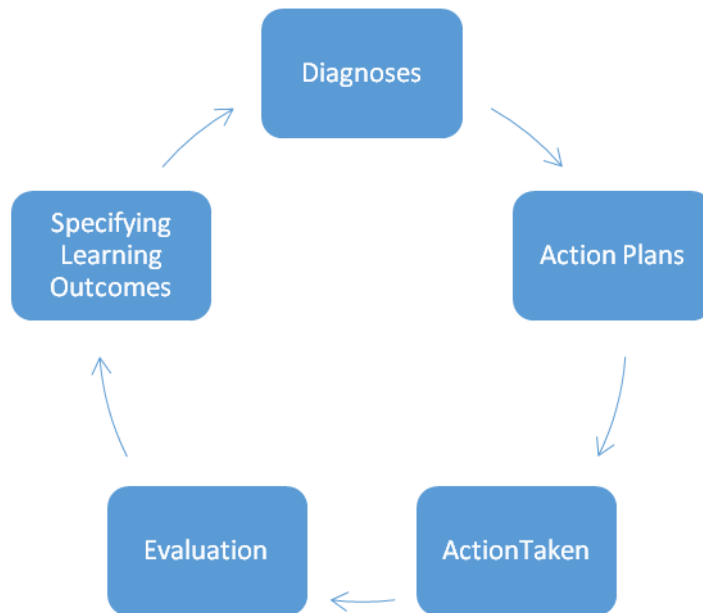 Diagnoses
Specifying
Learning
Outcomes
Action Plans
Evaluation
ActionTaken